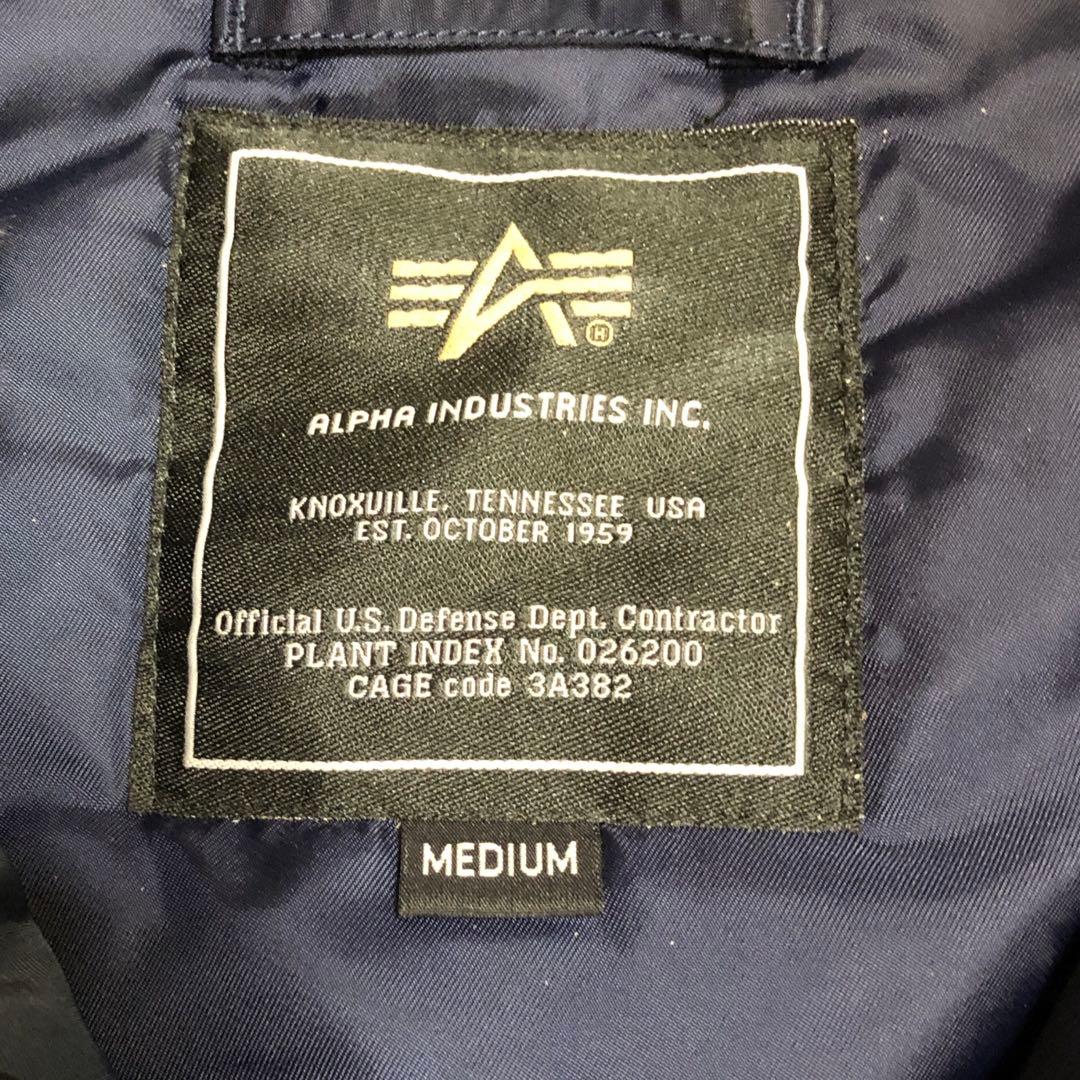 ALPHA INDUSTRIES INC.
KNOXVILLE, TENNESSEE USA
EST. OCTOBER 1959
Official U.S. Defense Dept. Contractor
PLANT INDEX No. 026200
CAGE code 3A382
MEDIUM